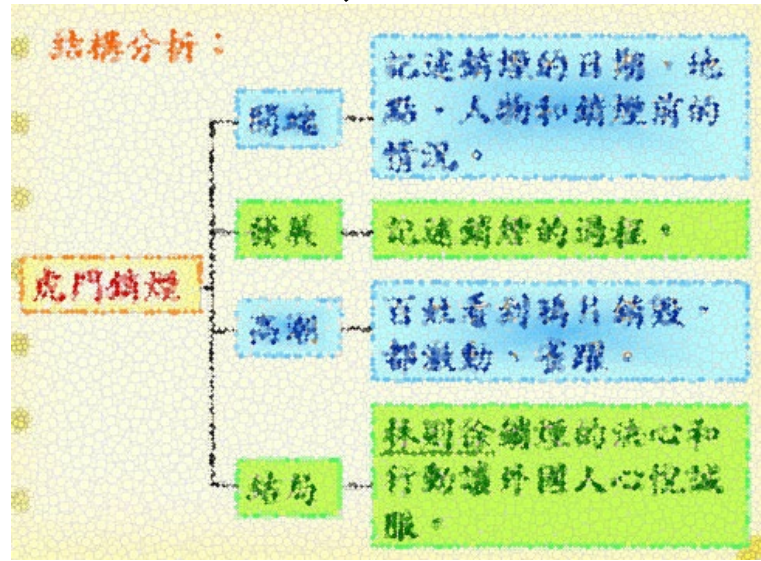 結構分析：
開端
記述銷煙的日期、地
點、人物和銷煙前的
情況。
發展
記述銷煙的過程。
虎門銷煙
高潮
百姓看到鴉片銷毀，
都激動、雀躍。
結局
林則徐銷煙的決心和
行動讓外國人心悅誠
服。